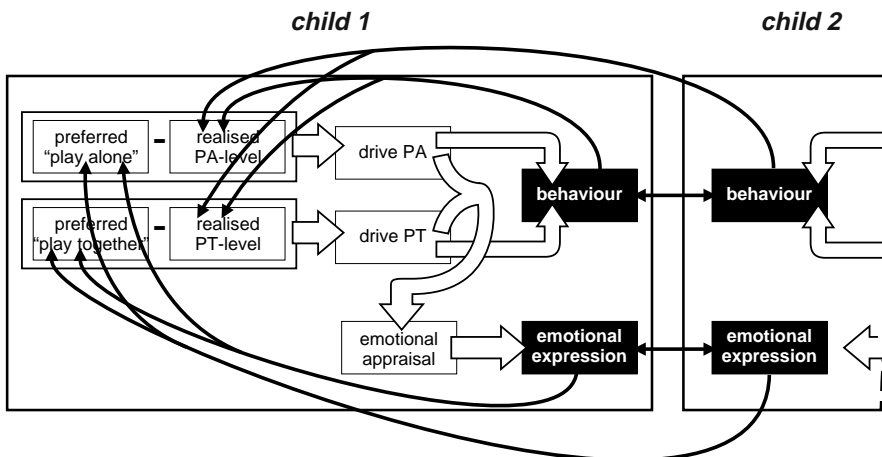 child 1
child 2
preferred
“play alone”
-
realised
PA-level
drive PA
behaviour
behaviour
preferred
“play together”
-
realised
PT-level
drive PT
emotional
appraisal
emotional
expression
emotional
expression